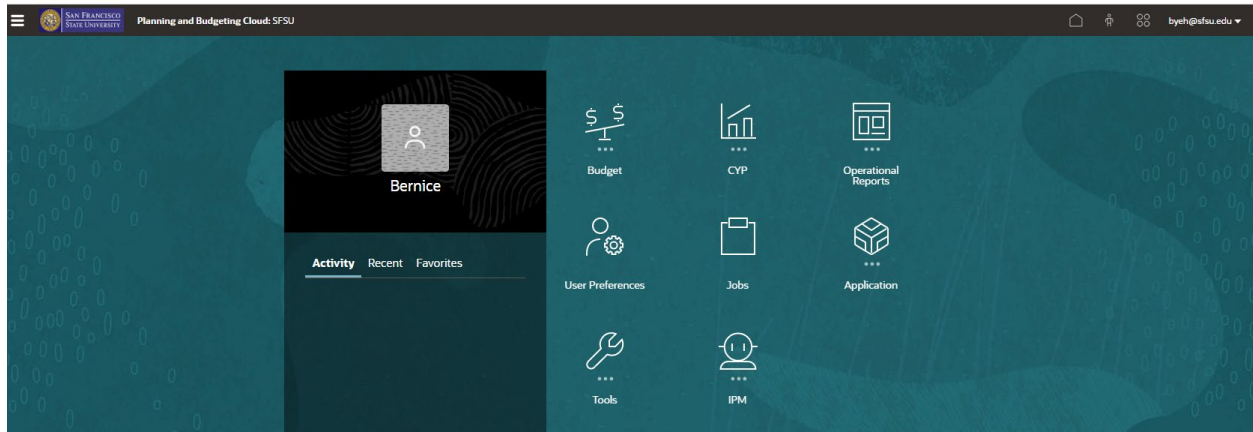 SAN FRANCISCO
STATE UNIVERSITY
Planning and Budgeting Cloud: SFSU
byeh@sfsu.edu
Bernice
Activity Recent Favorites
$ $
Budget
CYP
Operational
Reports
User Preferences
Jobs
Application
Tools
IPM